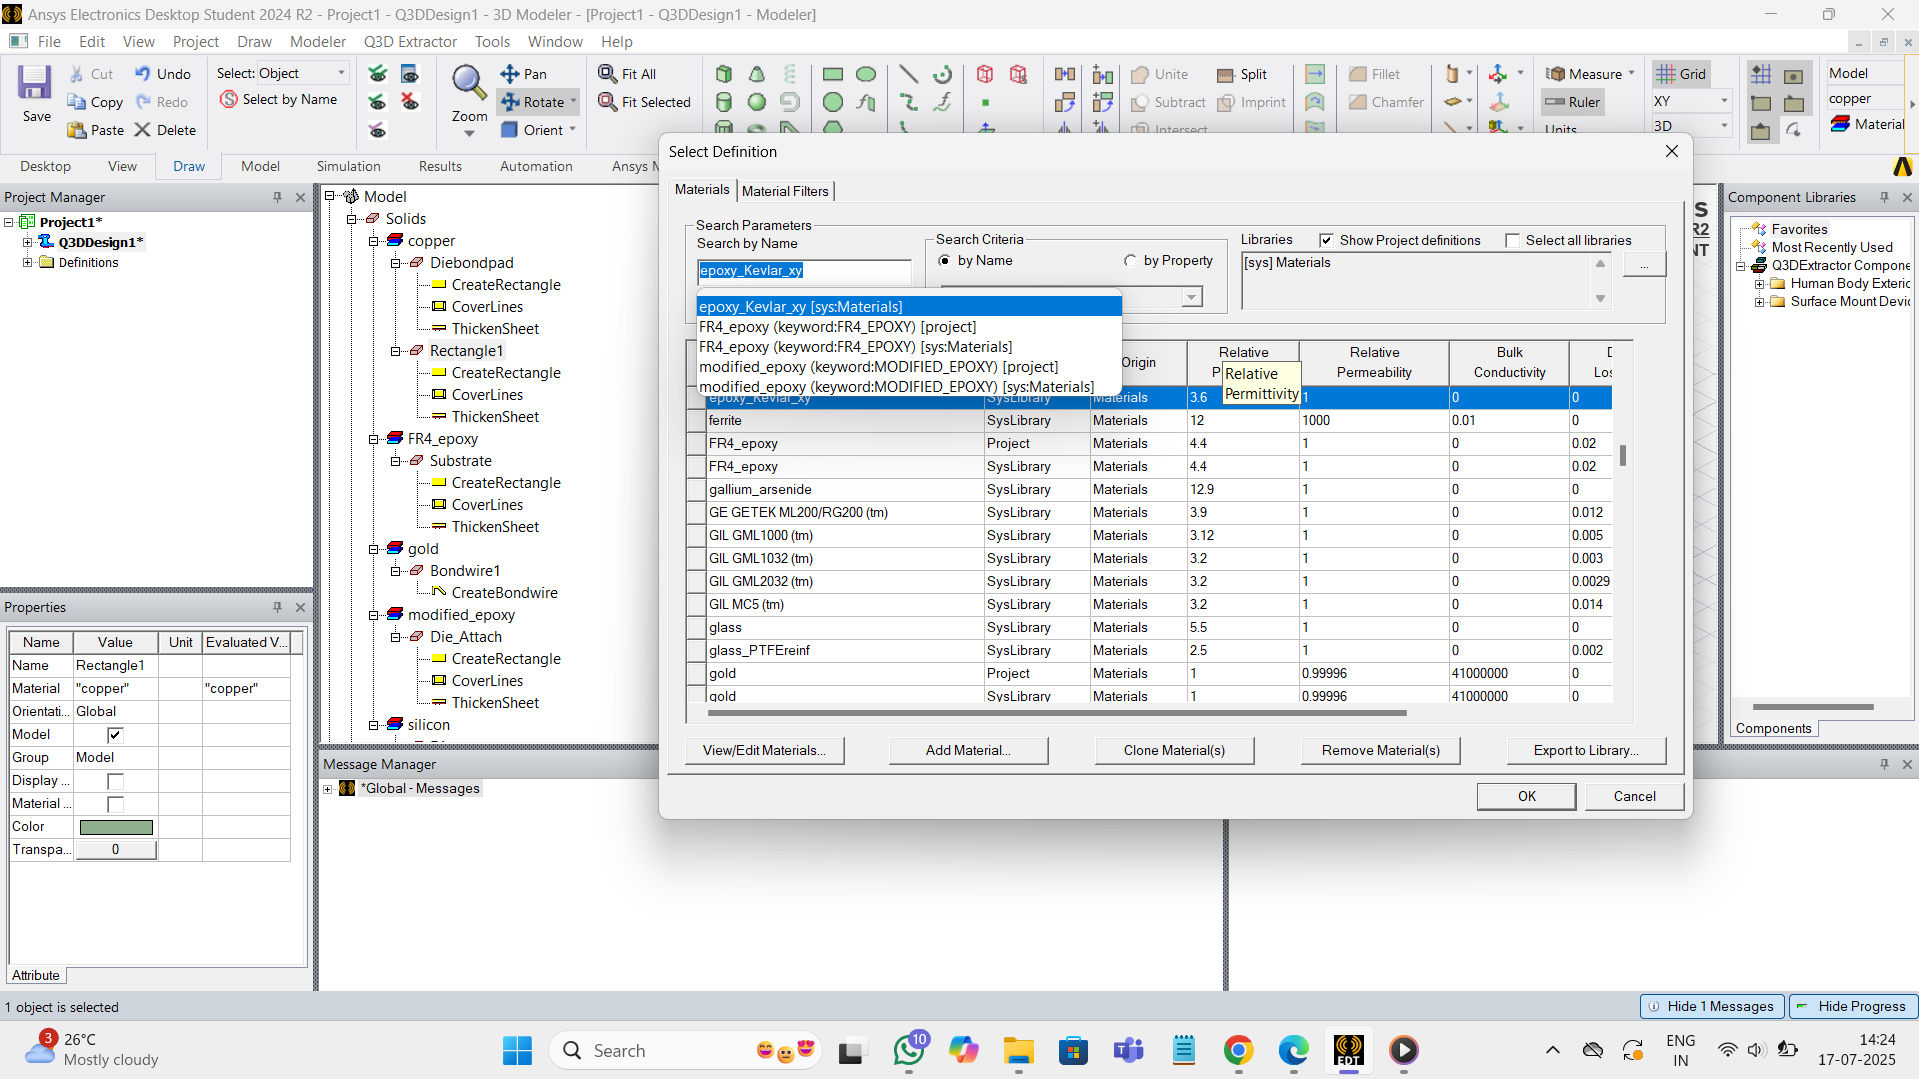 Ansys Electronics Desktop Student 2024 R2 - Project1 - Q3DDesign1 - 3D Modeler - [Project1 - Q3DDesign1 - Modeler]
File Edit View Project Draw Modeler Q3D Extractor Tools Window Help
Save
Cut
Copy
Paste
Undo
Redo
Delete
Select: Object
Select by Name
Zoom
Pan
Rotate
Orient
Fit All
Fit Selected
Unite
Subtract
Intersect
Split
Imprint
Fillet
Chamfer
Measure
Ruler
Units
Grid
XY
3D
Model
copper
Material
Desktop View Draw Model Simulation Results Automation Ansys M
Project Manager
Project1*
Q3DDesign1*
Definitions
Model
Solids
copper
Diebondpad
CreateRectangle
CoverLines
ThickenSheet
Rectangle1
CreateRectangle
CoverLines
ThickenSheet
FR4_epoxy
Substrate
CreateRectangle
CoverLines
ThickenSheet
gold
Bondwire1
CreateBondwire
modified_epoxy
Die_Attach
CreateRectangle
CoverLines
ThickenSheet
silicon
Properties
Name Value Unit Evaluated V...
Name Rectangle1
Material "copper" "copper"
Orientati... Global
Model
Group Model
Display ...
Material ...
Color
Transpa... 0
Attribute
Message Manager
*Global - Messages
Select Definition
Materials Material Filters
Search Parameters
Search by Name
epoxy_Kevlar_xy
Search Criteria
by Name by Property
Libraries Show Project definitions Select all libraries
[sys] Materials
...
epoxy_Kevlar_xy [sys:Materials]
FR4_epoxy (keyword:FR4_EPOXY) [project]
FR4_epoxy (keyword:FR4_EPOXY) [sys:Materials]
modified_epoxy (keyword:MODIFIED_EPOXY) [project]
modified_epoxy (keyword:MODIFIED_EPOXY) [sys:Materials]
Origin Relative Relative Permeability Bulk Conductivity
Relative Permittivity
epoxy_Kevlar_xy SysLibrary Materials 3.6 1 0 0
ferrite SysLibrary Materials 12 1000 0.01 0
FR4_epoxy Project Materials 4.4 1 0 0.02
FR4_epoxy SysLibrary Materials 4.4 1 0 0.02
gallium_arsenide SysLibrary Materials 12.9 1 0 0
GE GETEK ML200/RG200 (tm) SysLibrary Materials 3.9 1 0 0.012
GIL GML1000 (tm) SysLibrary Materials 3.12 1 0 0.005
GIL GML1032 (tm) SysLibrary Materials 3.2 1 0 0.003
GIL GML2032 (tm) SysLibrary Materials 3.2 1 0 0.0029
GIL MC5 (tm) SysLibrary Materials 3.2 1 0 0.014
glass SysLibrary Materials 5.5 1 0 0
glass_PTFEreinf SysLibrary Materials 2.5 1 0 0.002
gold Project Materials 1 0.99996 41000000 0
gold SysLibrary Materials 1 0.99996 41000000 0
View/Edit Materials... Add Material... Clone Material(s) Remove Material(s) Export to Library...
OK Cancel
S
R2
NT
Component Libraries
Favorites
Most Recently Used
Q3DExtractor Compone
Human Body Exteric
Surface Mount Devic
Components
1 object is selected
Hide 1 Messages
Hide Progress
3
26°C
Mostly cloudy
Search
10
EDT
ENG
IN
14:24
17-07-2025